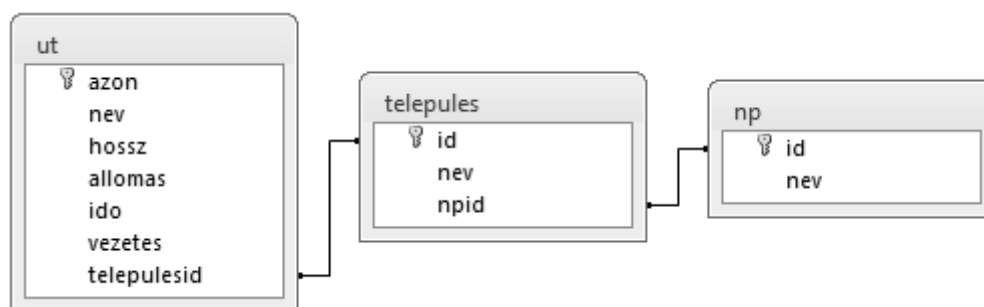 ut
azon
nev
hossz
allomas
ido
vezetes
telepulesid
telepules
id
nev
npid
np
id
nev